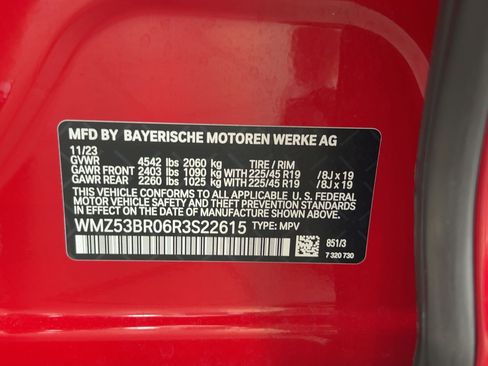 MFD BY BAYERISCHE MOTOREN WERKE AG
11/23
GVWR 4542 lbs 2060 kg TIRE / RIM
GAWR FRONT 2403 lbs 1090 kg WITH 225/45 R19 / 8J x 19
GAWR REAR 2260 lbs 1025 kg WITH 225/45 R19 / 8J x 19
THIS VEHICLE CONFORMS TO ALL APPLICABLE U.S. FEDERAL
MOTOR VEHICLE SAFETY AND THEFT PREVENTION STANDARDS
IN EFFECT ON THE DATE OF MANUFACTURE SHOWN ABOVE.
WMZ53BR06R3S22615 TYPE: MPV
851/3
7 320 730